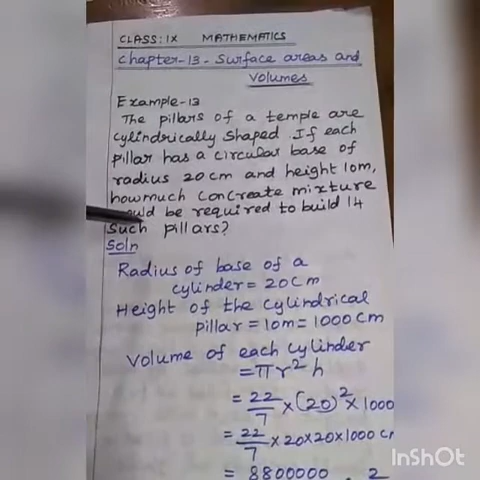 CLASS: IX MATHEMATICS
Chapter-13- Surface areas and
Volumes
Example-13
The pillars of a temple are
cylindrically shaped If each
pillar has a circular base of
radius 20cm and height 10m,
howmuch concreate mixture
would be required to build 14
such pillars?
Soln
Radius of base of a
cylinder = 20cm
Height of the cylindrical
pillar = 10m = 1000 cm
Volume of each cylinder
= πr²h
= 22/7 × (20)² × 1000
= 22/7 × 20 × 20 × 1000 c
= 8800000
InShOt